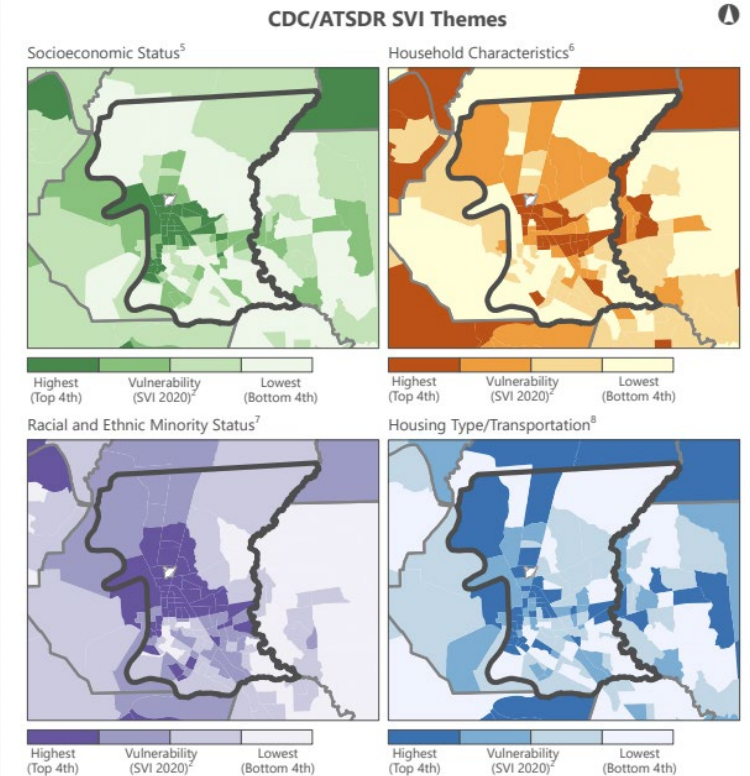 CDC/ATSDR SVI Themes
Socioeconomic Status⁵
Household Characteristics⁶
Highest
(Top 4th)
Vulnerability
(SVI 2020)²
Lowest
(Bottom 4th)
Highest
(Top 4th)
Vulnerability
(SVI 2020)²
Lowest
(Bottom 4th)
Racial and Ethnic Minority Status⁷
Housing Type/Transportation⁸
Highest
(Top 4th)
Vulnerability
(SVI 2020)²
Lowest
(Bottom 4th)
Highest
(Top 4th)
Vulnerability
(SVI 2020)²
Lowest
(Bottom 4th)